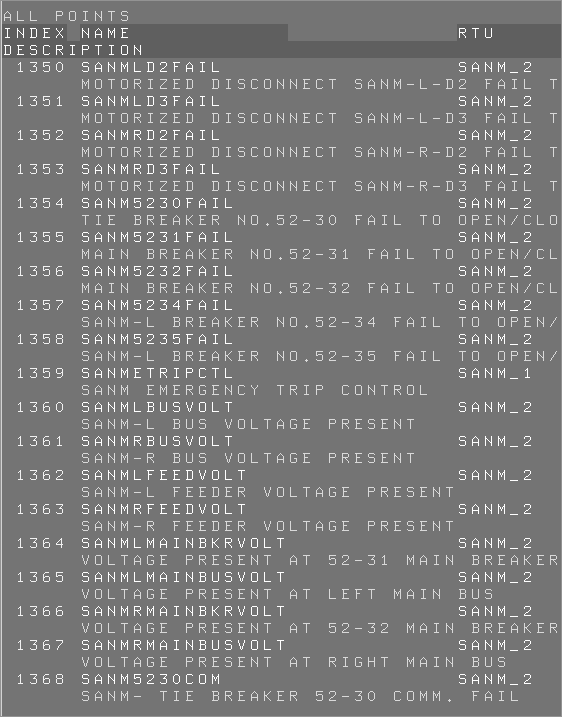 ALL POINTS
INDEX NAME RTU
DESCRIPTION
1350 SANMLD2FAIL SANM_2
MOTORIZED DISCONNECT SANM-L-D2 FAIL T
1351 SANMLD3FAIL SANM_2
MOTORIZED DISCONNECT SANM-L-D3 FAIL T
1352 SANMRD2FAIL SANM_2
MOTORIZED DISCONNECT SANM-R-D2 FAIL T
1353 SANMRD3FAIL SANM_2
MOTORIZED DISCONNECT SANM-R-D3 FAIL T
1354 SANM5230FAIL SANM_2
TIE BREAKER NO.52-30 FAIL TO OPEN/CLO
1355 SANM5231FAIL SANM_2
MAIN BREAKER NO.52-31 FAIL TO OPEN/CL
1356 SANM5232FAIL SANM_2
MAIN BREAKER NO.52-32 FAIL TO OPEN/CL
1357 SANM5234FAIL SANM_2
SANM-L BREAKER NO.52-34 FAIL TO OPEN/
1358 SANM5235FAIL SANM_2
SANM-L BREAKER NO.52-35 FAIL TO OPEN/
1359 SANMETRIPCTL SANM_1
SANM EMERGENCY TRIP CONTROL
1360 SANMLBUSVOLT SANM_2
SANM-L BUS VOLTAGE PRESENT
1361 SANMRBUSVOLT SANM_2
SANM-R BUS VOLTAGE PRESENT
1362 SANMLFEEDVOLT SANM_2
SANM-L FEEDER VOLTAGE PRESENT
1363 SANMRFEEDVOLT SANM_2
SANM-R FEEDER VOLTAGE PRESENT
1364 SANMLMAINBKRVOLT SANM_2
VOLTAGE PRESENT AT 52-31 MAIN BREAKER
1365 SANMLMAINBUSVOLT SANM_2
VOLTAGE PRESENT AT LEFT MAIN BUS
1366 SANMRMAINBKRVOLT SANM_2
VOLTAGE PRESENT AT 52-32 MAIN BREAKER
1367 SANMRMAINBUSVOLT SANM_2
VOLTAGE PRESENT AT RIGHT MAIN BUS
1368 SANM5230COM SANM_2
SANM- TIE BREAKER 52-30 COMM. FAIL